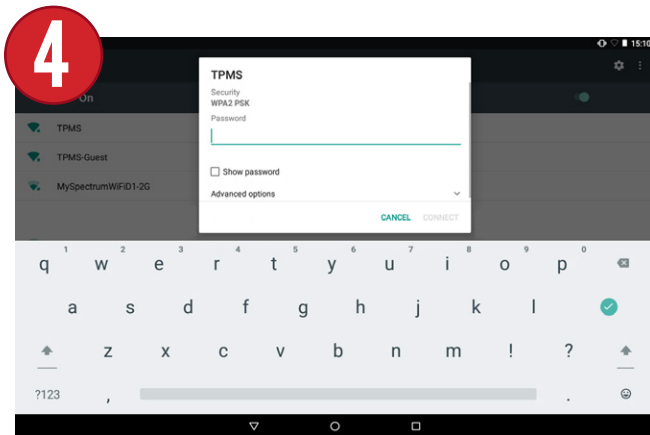 4
15:10
On
TPMS
Security
WPA2 PSK
Password
Show password
Advanced options
CANCEL CONNECT
TPMS
TPMS-Guest
MySpectrumWiFiD1-2G
1 2 3 4 5 6 7 8 9 0
q w e r t y u i o p
a s d f g h j k l
z x c v b n m ! ?
?123 , .